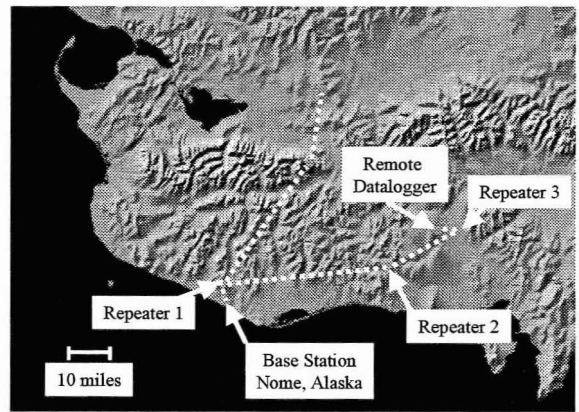 Remote
Datalogger
Repeater 3
Repeater 1
Repeater 2
Base Station
Nome, Alaska
10 miles